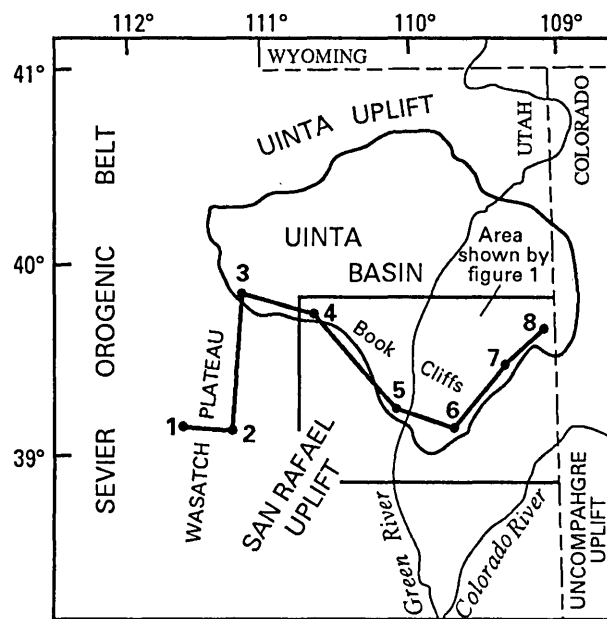 112° 111° 110° 109°
41°
WYOMING
UINTA UPLIFT
UTAH
COLORADO
BELT
UINTA
BASIN
Area
shown by
figure 1
40°
OROGENIC
3
4
Book
Cliffs
8
7
5
6
WASATCH PLATEAU
1
2
39°
SEVIER
SAN RAFAEL
UPLIFT
Green River
Colorado River
UNCOMPAHGRE
UPLIFT